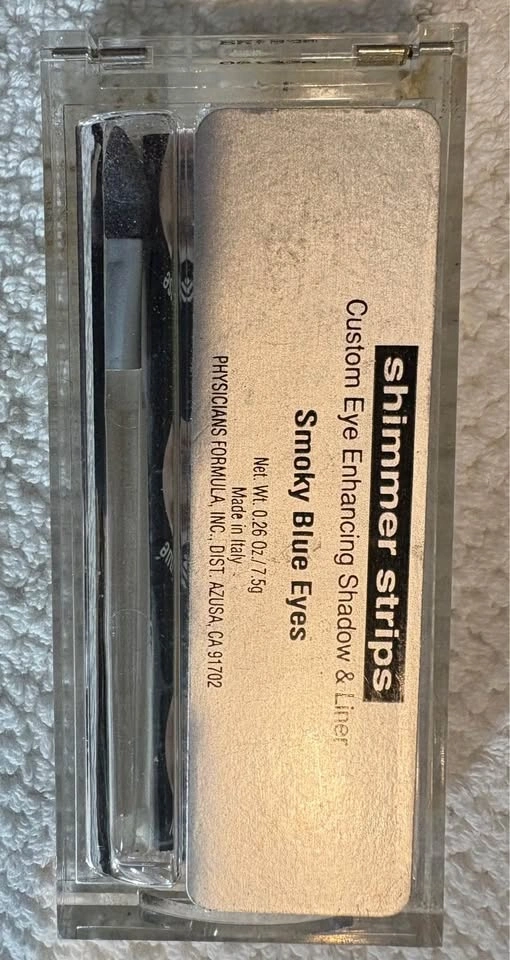 shimmer strips
Custom Eye Enhancing Shadow & Liner
Smoky Blue Eyes
Net. Wt. 0.26 Oz./7.5g
Made in Italy
PHYSICIANS FORMULA, INC., DIST. AZUSA, CA 91702